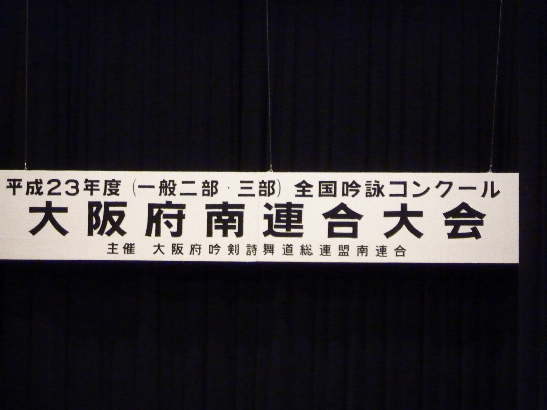 平成23年度(一般二部・三部)全国吟詠コンクール
大阪府南連合大会
主催 大阪府吟剣詩舞道総連盟南連合